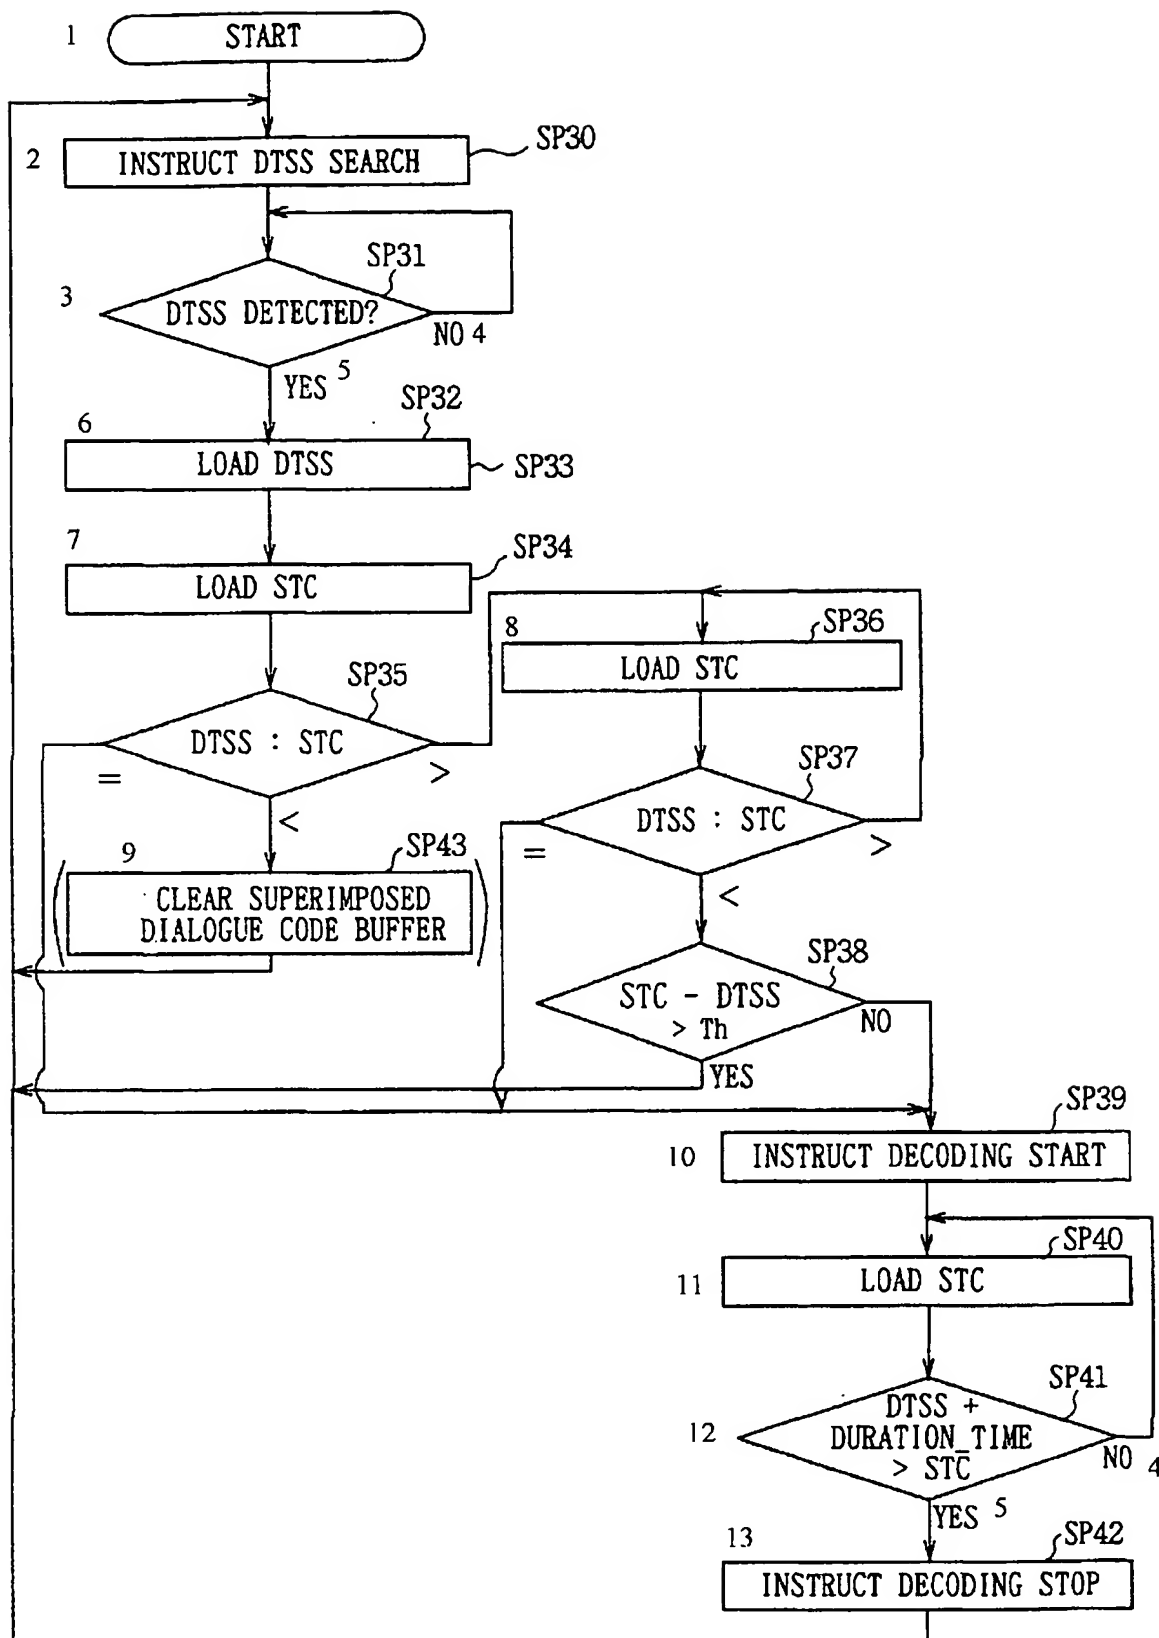 1 START
2 INSTRUCT DTSS SEARCH SP30
SP31
3 DTSS DETECTED?
NO 4
YES 5
SP32
6
LOAD DTSS SP33
7
SP34
LOAD STC
8 SP36
LOAD STC
SP35
DTSS : STC
= >
<
SP37
DTSS : STC
= >
<
9 SP43
CLEAR SUPERIMPOSED
DIALOGUE CODE BUFFER
SP38
STC - DTSS
> Th
NO
YES
SP39
10 INSTRUCT DECODING START
SP40
11 LOAD STC
SP41
DTSS +
12 DURATION_TIME
> STC
NO 4
YES 5
13 SP42
INSTRUCT DECODING STOP